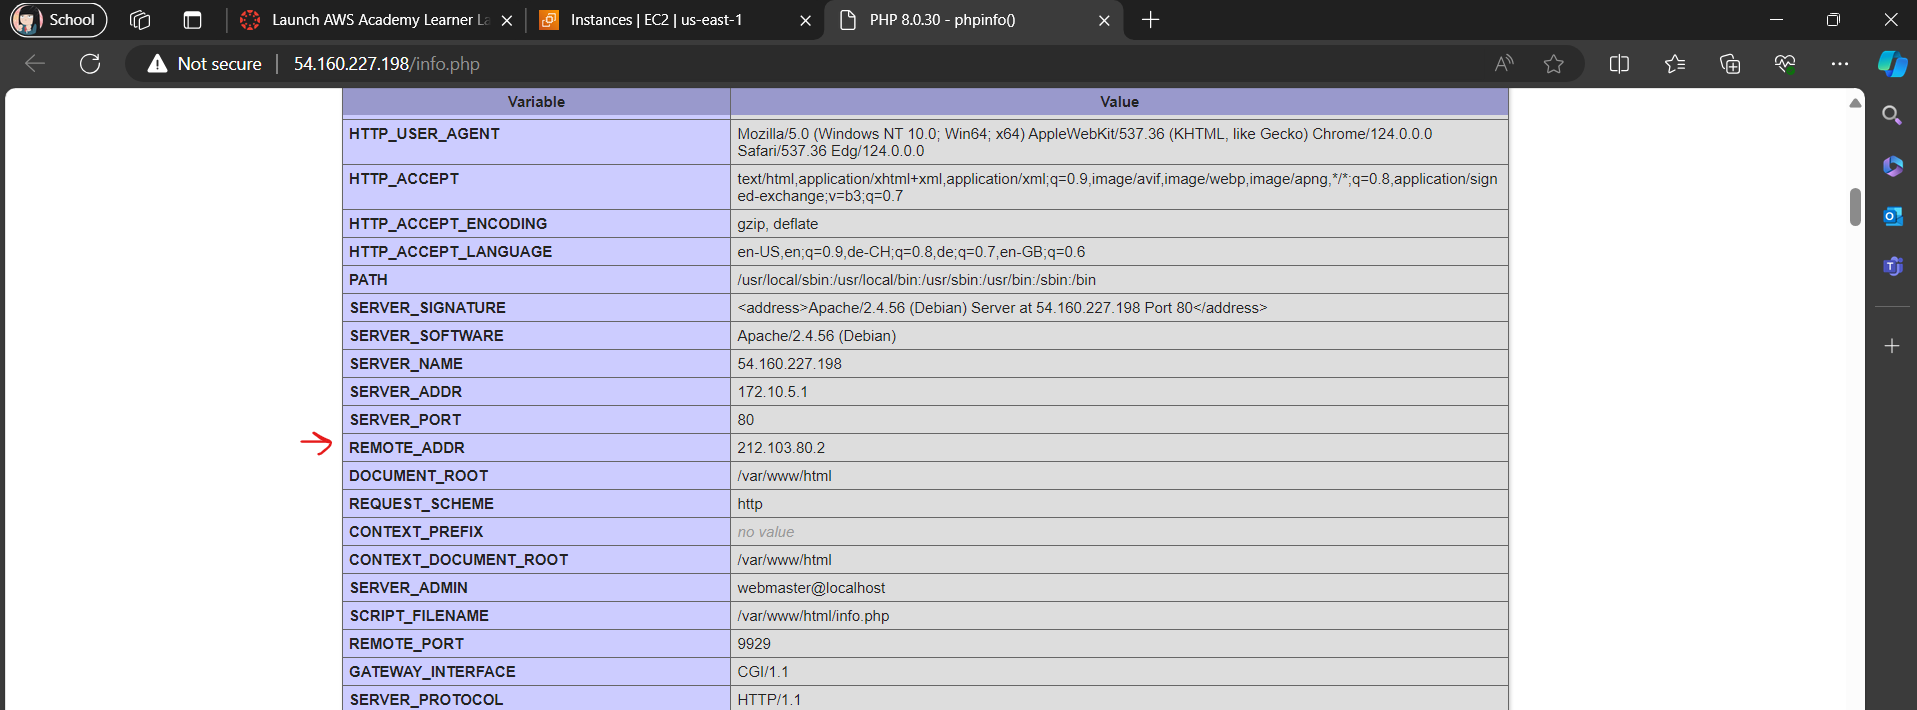 School
Launch AWS Academy Learner La
Instances | EC2 | us-east-1
PHP 8.0.30 - phpinfo()
Not secure
54.160.227.198/info.php
Variable Value
HTTP_USER_AGENT Mozilla/5.0 (Windows NT 10.0; Win64; x64) AppleWebKit/537.36 (KHTML, like Gecko) Chrome/124.0.0.0
Safari/537.36 Edg/124.0.0.0
HTTP_ACCEPT text/html,application/xhtml+xml,application/xml;q=0.9,image/avif,image/webp,image/apng,*/*;q=0.8,application/sign
ed-exchange;v=b3;q=0.7
HTTP_ACCEPT_ENCODING gzip, deflate
HTTP_ACCEPT_LANGUAGE en-US,en;q=0.9,de-CH;q=0.8,de;q=0.7,en-GB;q=0.6
PATH /usr/local/sbin:/usr/local/bin:/usr/sbin:/usr/bin:/sbin:/bin
SERVER_SIGNATURE <address>Apache/2.4.56 (Debian) Server at 54.160.227.198 Port 80</address>
SERVER_SOFTWARE Apache/2.4.56 (Debian)
SERVER_NAME 54.160.227.198
SERVER_ADDR 172.10.5.1
SERVER_PORT 80
REMOTE_ADDR 212.103.80.2
DOCUMENT_ROOT /var/www/html
REQUEST_SCHEME http
CONTEXT_PREFIX no value
CONTEXT_DOCUMENT_ROOT /var/www/html
SERVER_ADMIN webmaster@localhost
SCRIPT_FILENAME /var/www/html/info.php
REMOTE_PORT 9929
GATEWAY_INTERFACE CGI/1.1
SERVER_PROTOCOL HTTP/1.1